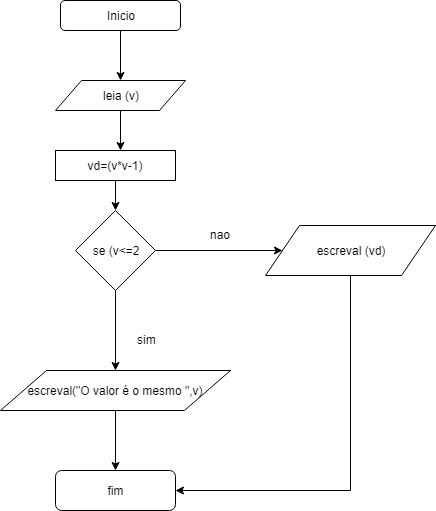 Inicio
leia (v)
vd=(v*v-1)
se (v<=2
nao
escreval (vd)
sim
escreval("O valor é o mesmo ",v)
fim